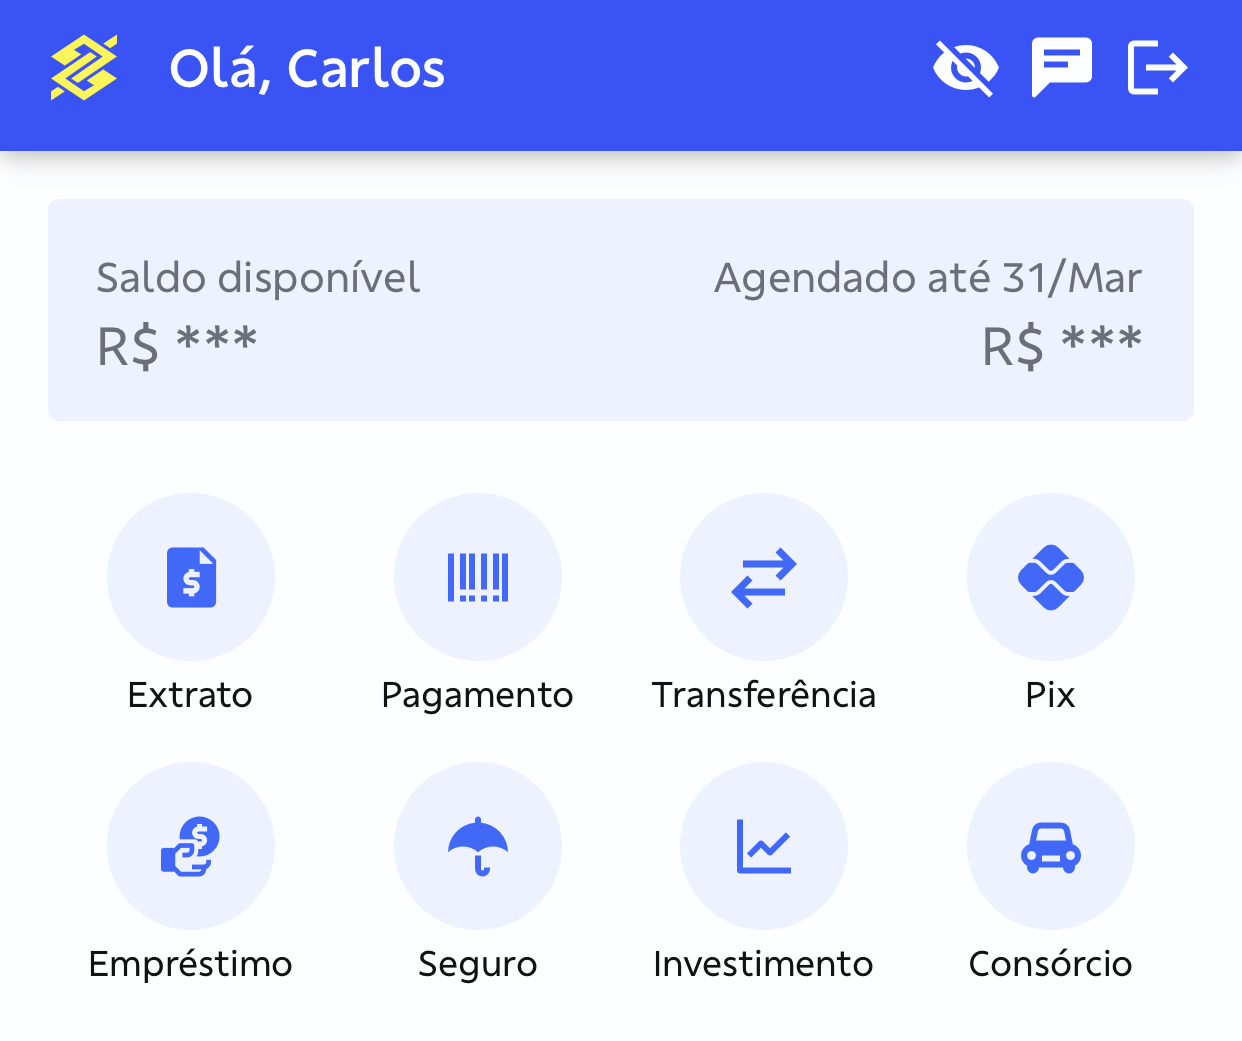 Olá, Carlos
Saldo disponível
Agendado até 31/Mar
R$ ***
R$ ***
Extrato
Pagamento
Transferência
Pix
Empréstimo
Seguro
Investimento
Consórcio